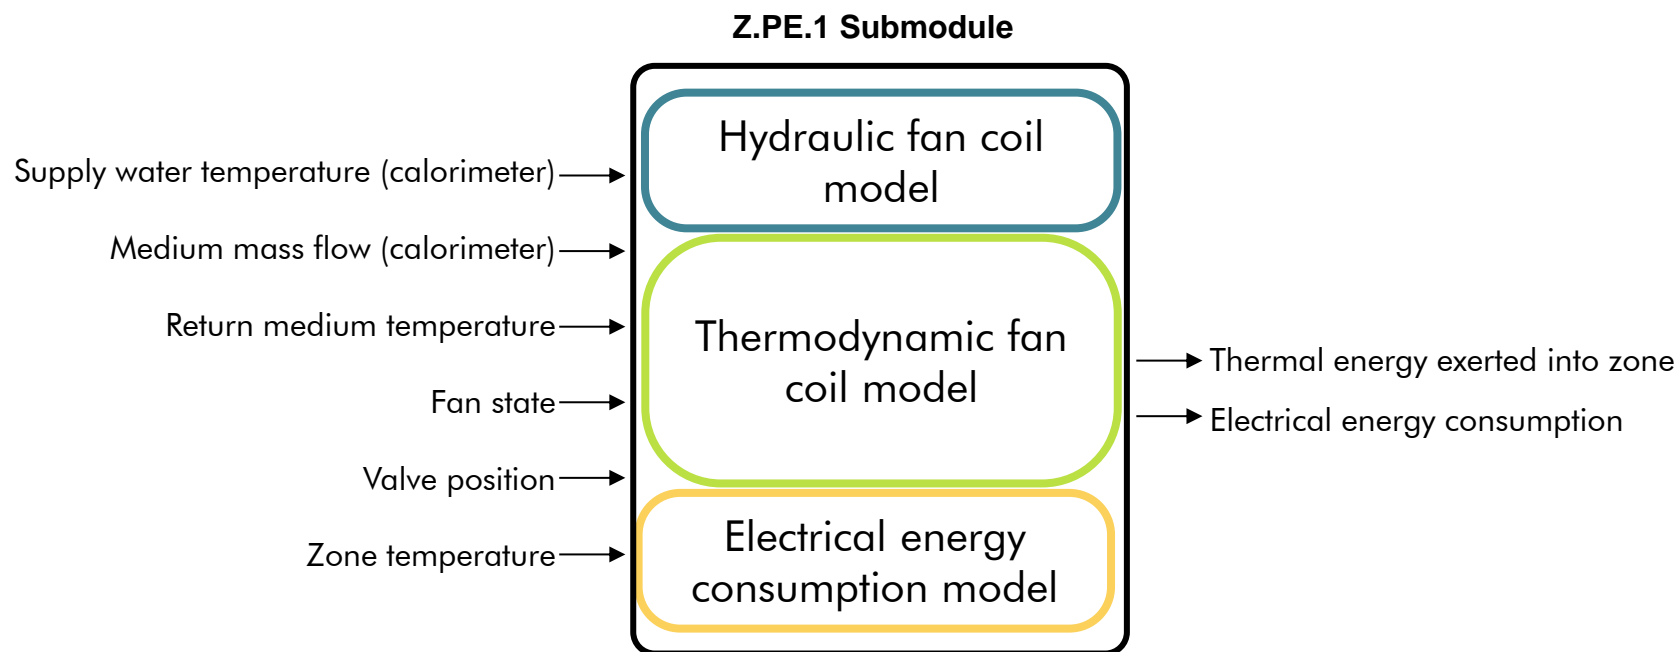 Z.PE.1 Submodule
Hydraulic fan coil
model
Supply water temperature (calorimeter)
Medium mass flow (calorimeter)
Return medium temperature
Thermodynamic fan
coil model
Fan state
Valve position
Zone temperature
Thermal energy exerted into zone
Electrical energy consumption
Electrical energy
consumption model